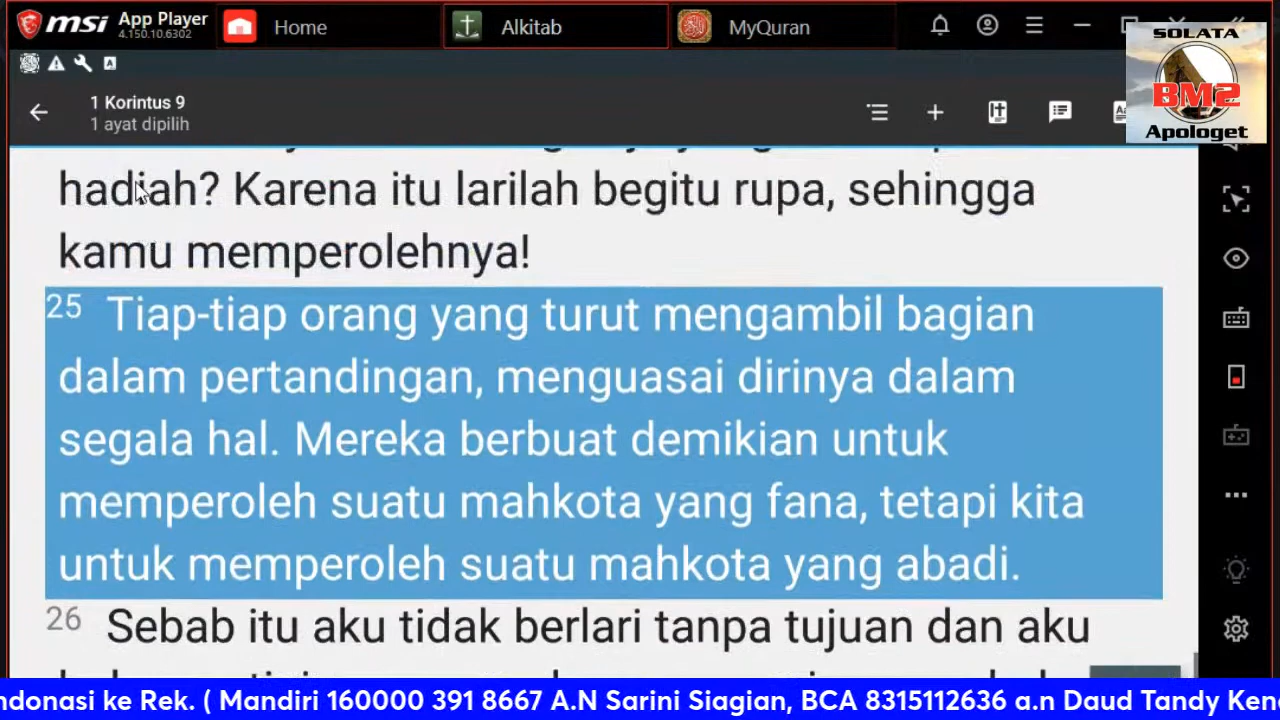 msi App Player
4.150.10.6302
Home
Alkitab
MyQuran
SOLATA
BM2
Apologet
1 Korintus 9
1 ayat dipilih
hadiah? Karena itu larilah begitu rupa, sehingga
kamu memperolehnya!
25 Tiap-tiap orang yang turut mengambil bagian
dalam pertandingan, menguasai dirinya dalam
segala hal. Mereka berbuat demikian untuk
memperoleh suatu mahkota yang fana, tetapi kita
untuk memperoleh suatu mahkota yang abadi.
26 Sebab itu aku tidak berlari tanpa tujuan dan aku
ndonasi ke Rek. ( Mandiri 160000 391 8667 A.N Sarini Siagian, BCA 8315112636 a.n Daud Tandy Kend